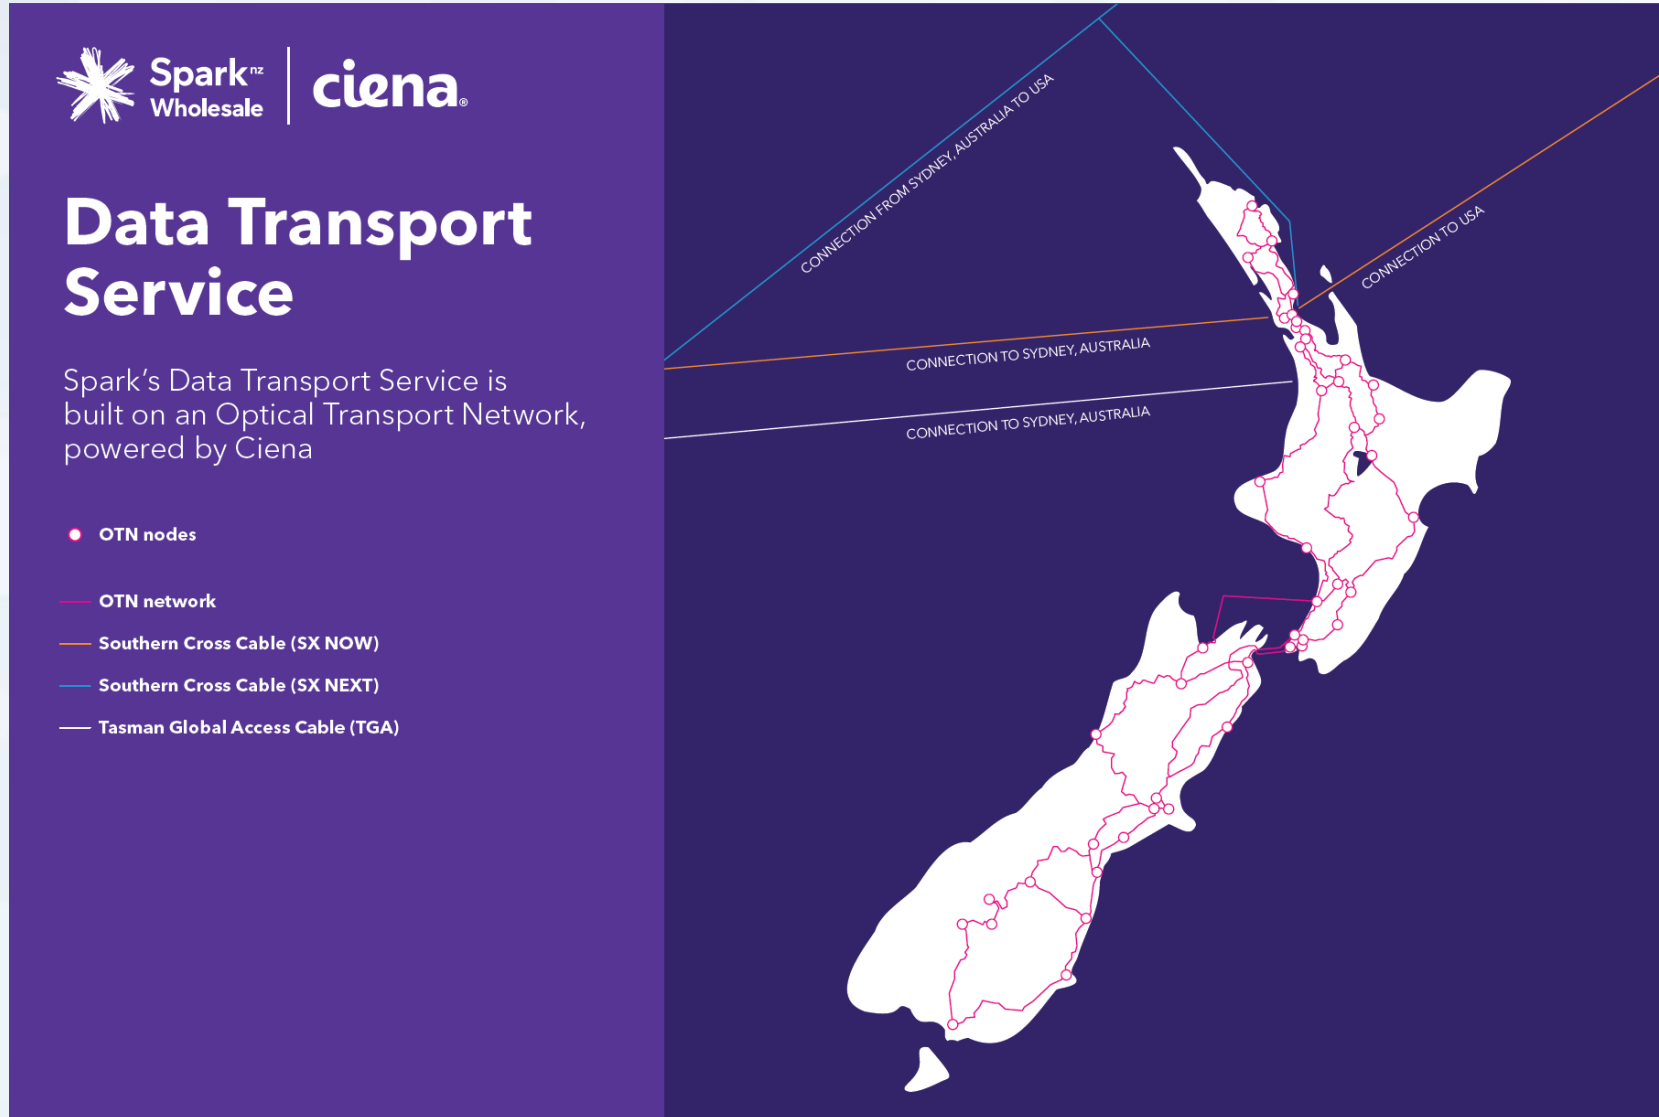 Spark nz
Wholesale
ciena®
Data Transport
Service
Spark’s Data Transport Service is
built on an Optical Transport Network,
powered by Ciena
OTN nodes
OTN network
Southern Cross Cable (SX NOW)
Southern Cross Cable (SX NEXT)
Tasman Global Access Cable (TGA)
CONNECTION FROM SYDNEY, AUSTRALIA TO USA
CONNECTION TO USA
CONNECTION TO SYDNEY, AUSTRALIA
CONNECTION TO SYDNEY, AUSTRALIA